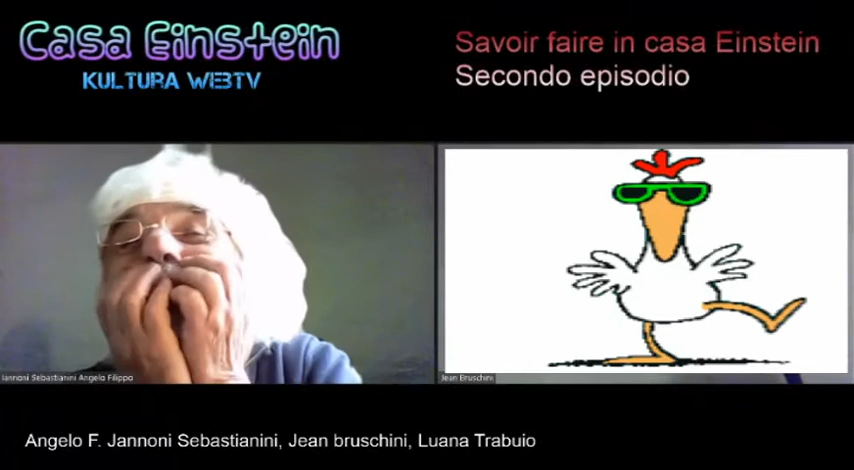 Casa Einstein
KULTURA WEBTV
Savoir faire in casa Einstein
Secondo episodio
Iannoni Sebastianini Angelo Filippo
Jean Bruschini
Angelo F. Jannoni Sebastianini, Jean bruschini, Luana Trabuio